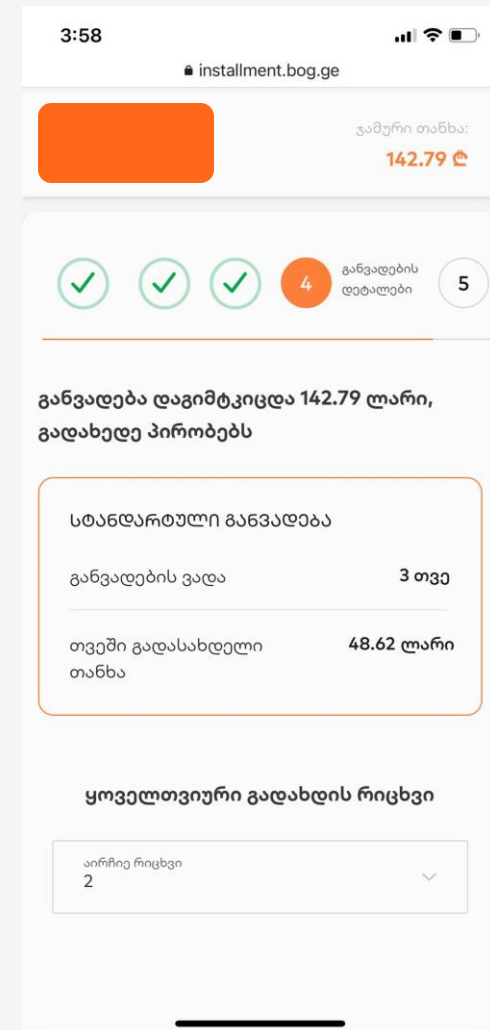 3:58
installment.bog.ge
ჯამური თანხა:
142.79 ₾
4
განვადების
დეტალები
5
განვადება დაგიმტკიცდა 142.79 ლარი,
გადახედე პირობებს
ᲡᲢᲐᲜᲓᲐᲠᲢᲣᲚᲘ ᲒᲐᲜᲕᲐᲓᲔᲑᲐ
განვადების ვადა 3 თვე
თვეში გადასახდელი 48.62 ლარი
თანხა
ყოველთვიური გადახდის რიცხვი
აირჩიე რიცხვი
2